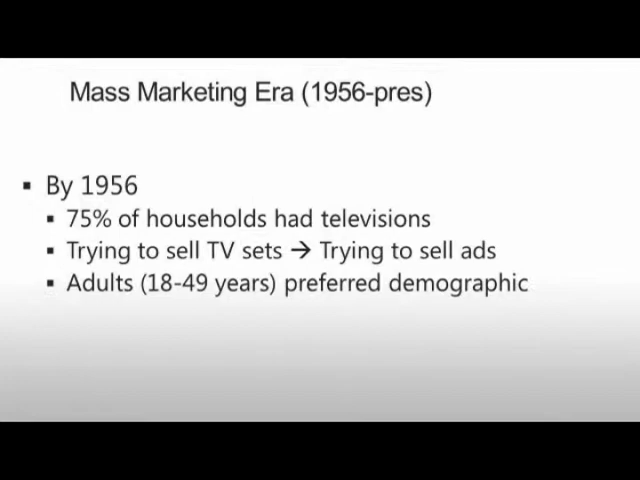 Mass Marketing Era (1956-pres)
▪ By 1956
▪ 75% of households had televisions
▪ Trying to sell TV sets → Trying to sell ads
▪ Adults (18-49 years) preferred demographic